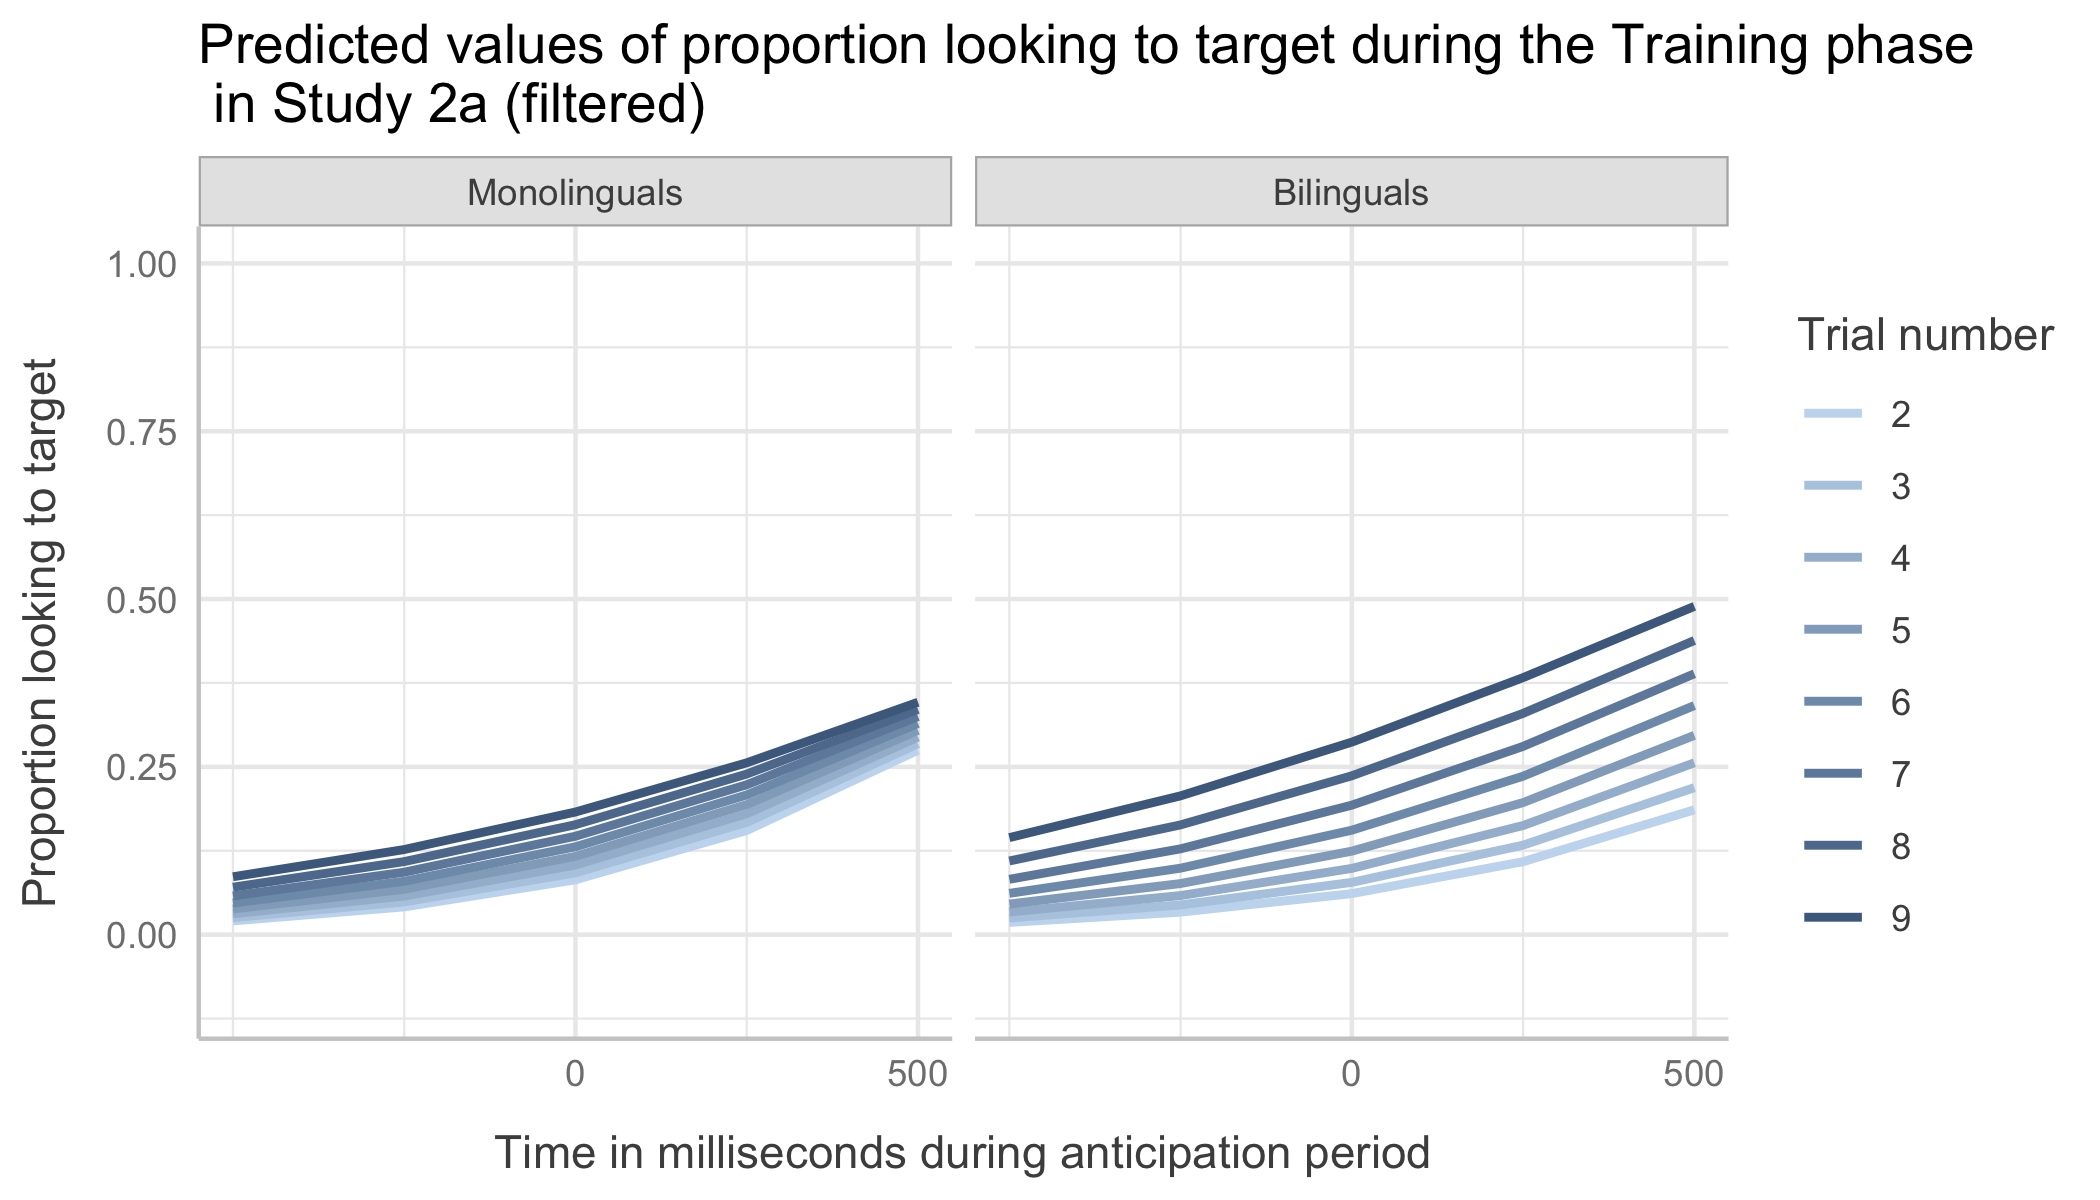 Predicted values of proportion looking to target during the Training phase
in Study 2a (filtered)
Monolinguals
Bilinguals
Proportion looking to target
1.00
0.75
0.50
0.25
0.00
0
500
0
500
Time in milliseconds during anticipation period
Trial number
2
3
4
5
6
7
8
9